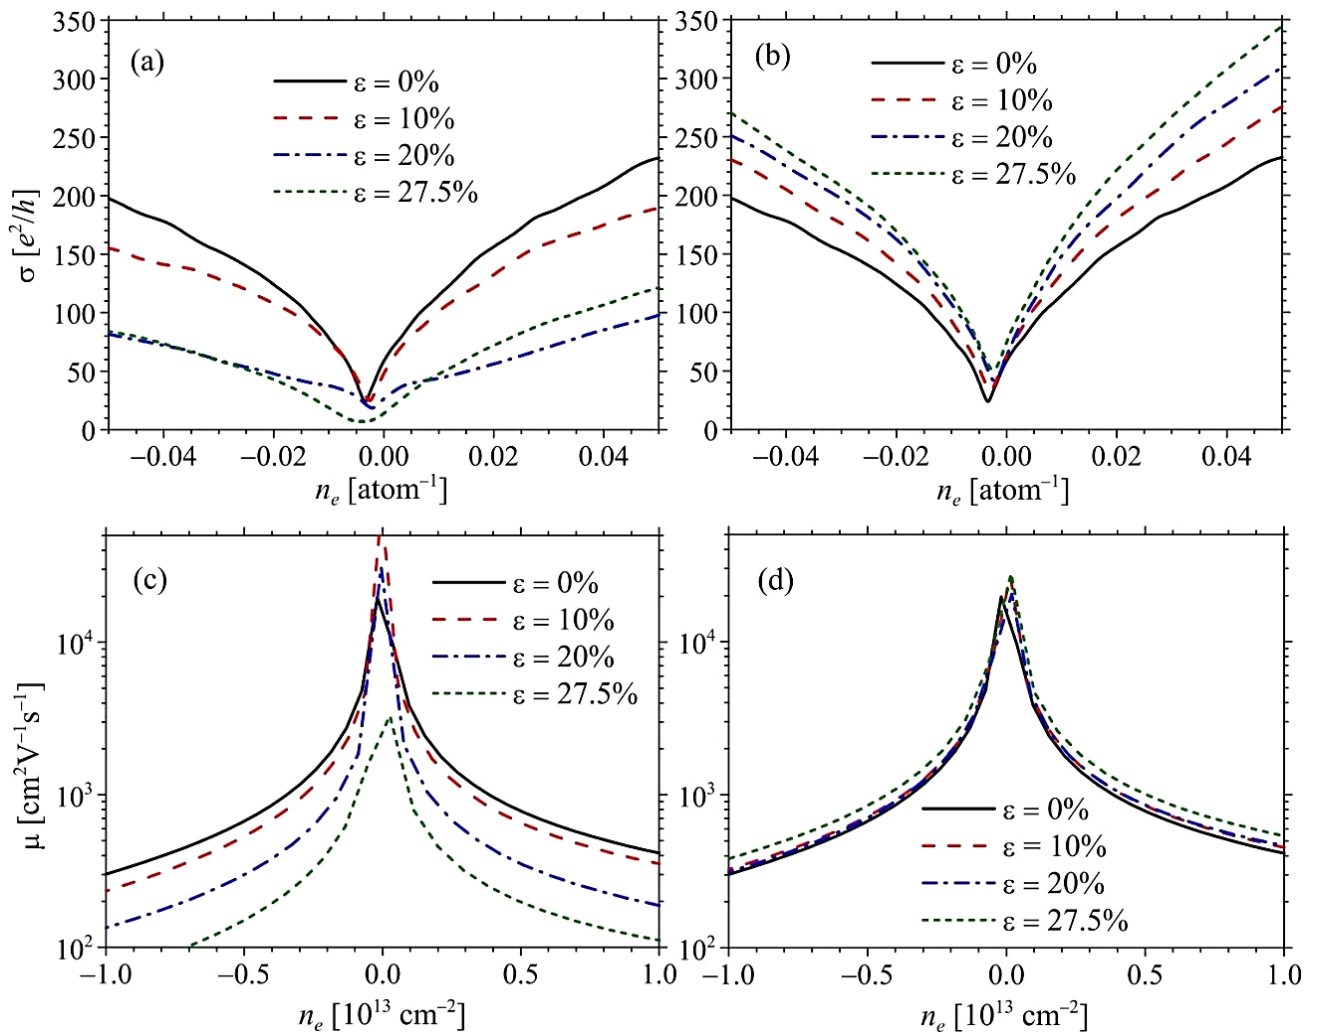 (a)
ε = 0%
ε = 10%
ε = 20%
ε = 27.5%
350
300
250
200
150
100
50
0
σ [e²/h]
−0.04 −0.02 0.00 0.02 0.04
nₑ [atom⁻¹]
(b)
ε = 0%
ε = 10%
ε = 20%
ε = 27.5%
350
300
250
200
150
100
50
0
−0.04 −0.02 0.00 0.02 0.04
nₑ [atom⁻¹]
(c)
ε = 0%
ε = 10%
ε = 20%
ε = 27.5%
10⁴
10³
10²
μ [cm²V⁻¹s⁻¹]
−1.0 −0.5 0.0 0.5 1.0
nₑ [10¹³ cm⁻²]
(d)
10⁴
10³
10²
ε = 0%
ε = 10%
ε = 20%
ε = 27.5%
−1.0 −0.5 0.0 0.5 1.0
nₑ [10¹³ cm⁻²]